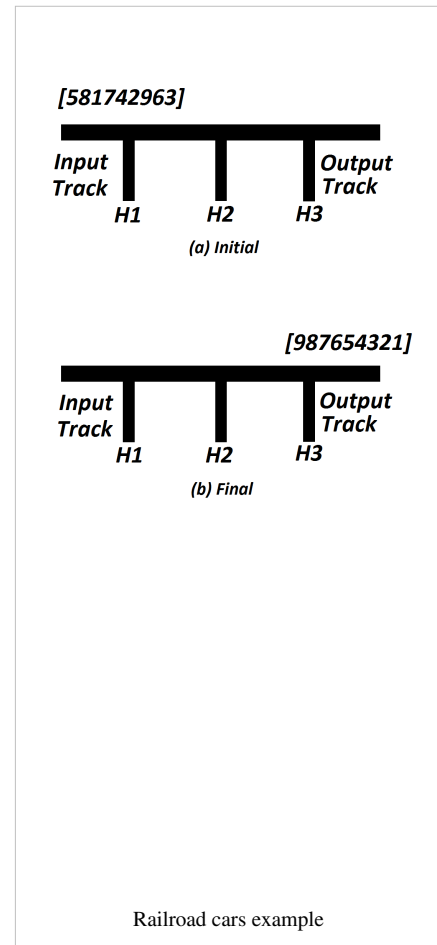 [581742963]
Input Output
Track Track
H1 H2 H3
(a) Initial
[987654321]
Input Output
Track Track
H1 H2 H3
(b) Final
Railroad cars example